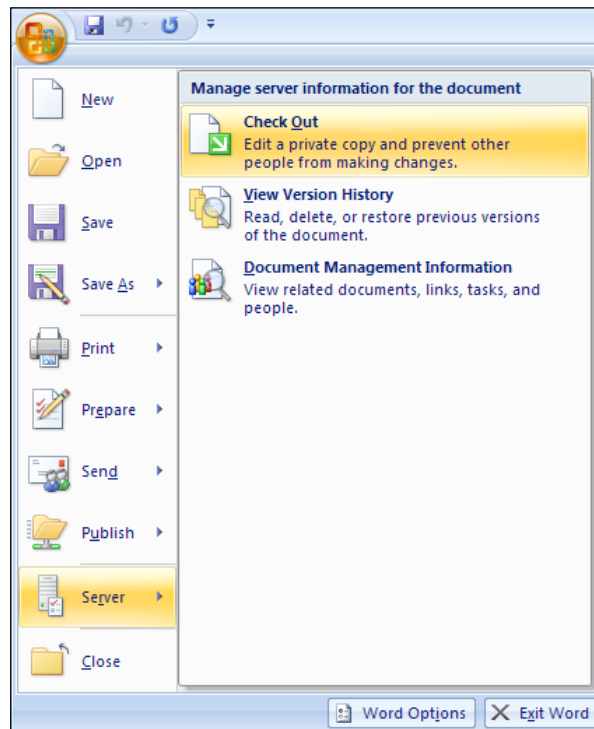 New
Open
Save
Save As
Print
Prepare
Send
Publish
Server
Close
Manage server information for the document
Check Out
Edit a private copy and prevent other
people from making changes.
View Version History
Read, delete, or restore previous versions
of the document.
Document Management Information
View related documents, links, tasks, and
people.
Word Options
Exit Word